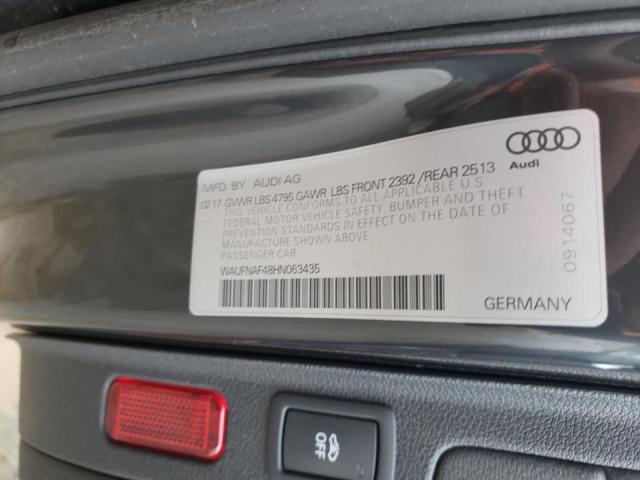 MFD. BY AUDI AG
02·17 GVWR LBS 4795 GAWR LBS FRONT 2392 /REAR 2513
THIS VEHICLE CONFORMS TO ALL APPLICABLE U.S.
FEDERAL MOTOR VEHICLE SAFETY, BUMPER AND THEFT
PREVENTION STANDARDS IN EFFECT ON THE DATE OF
MANUFACTURE SHOWN ABOVE
PASSENGER CAR
WAUFNAF48HN063435
Audi
0914067
GERMANY
OFF